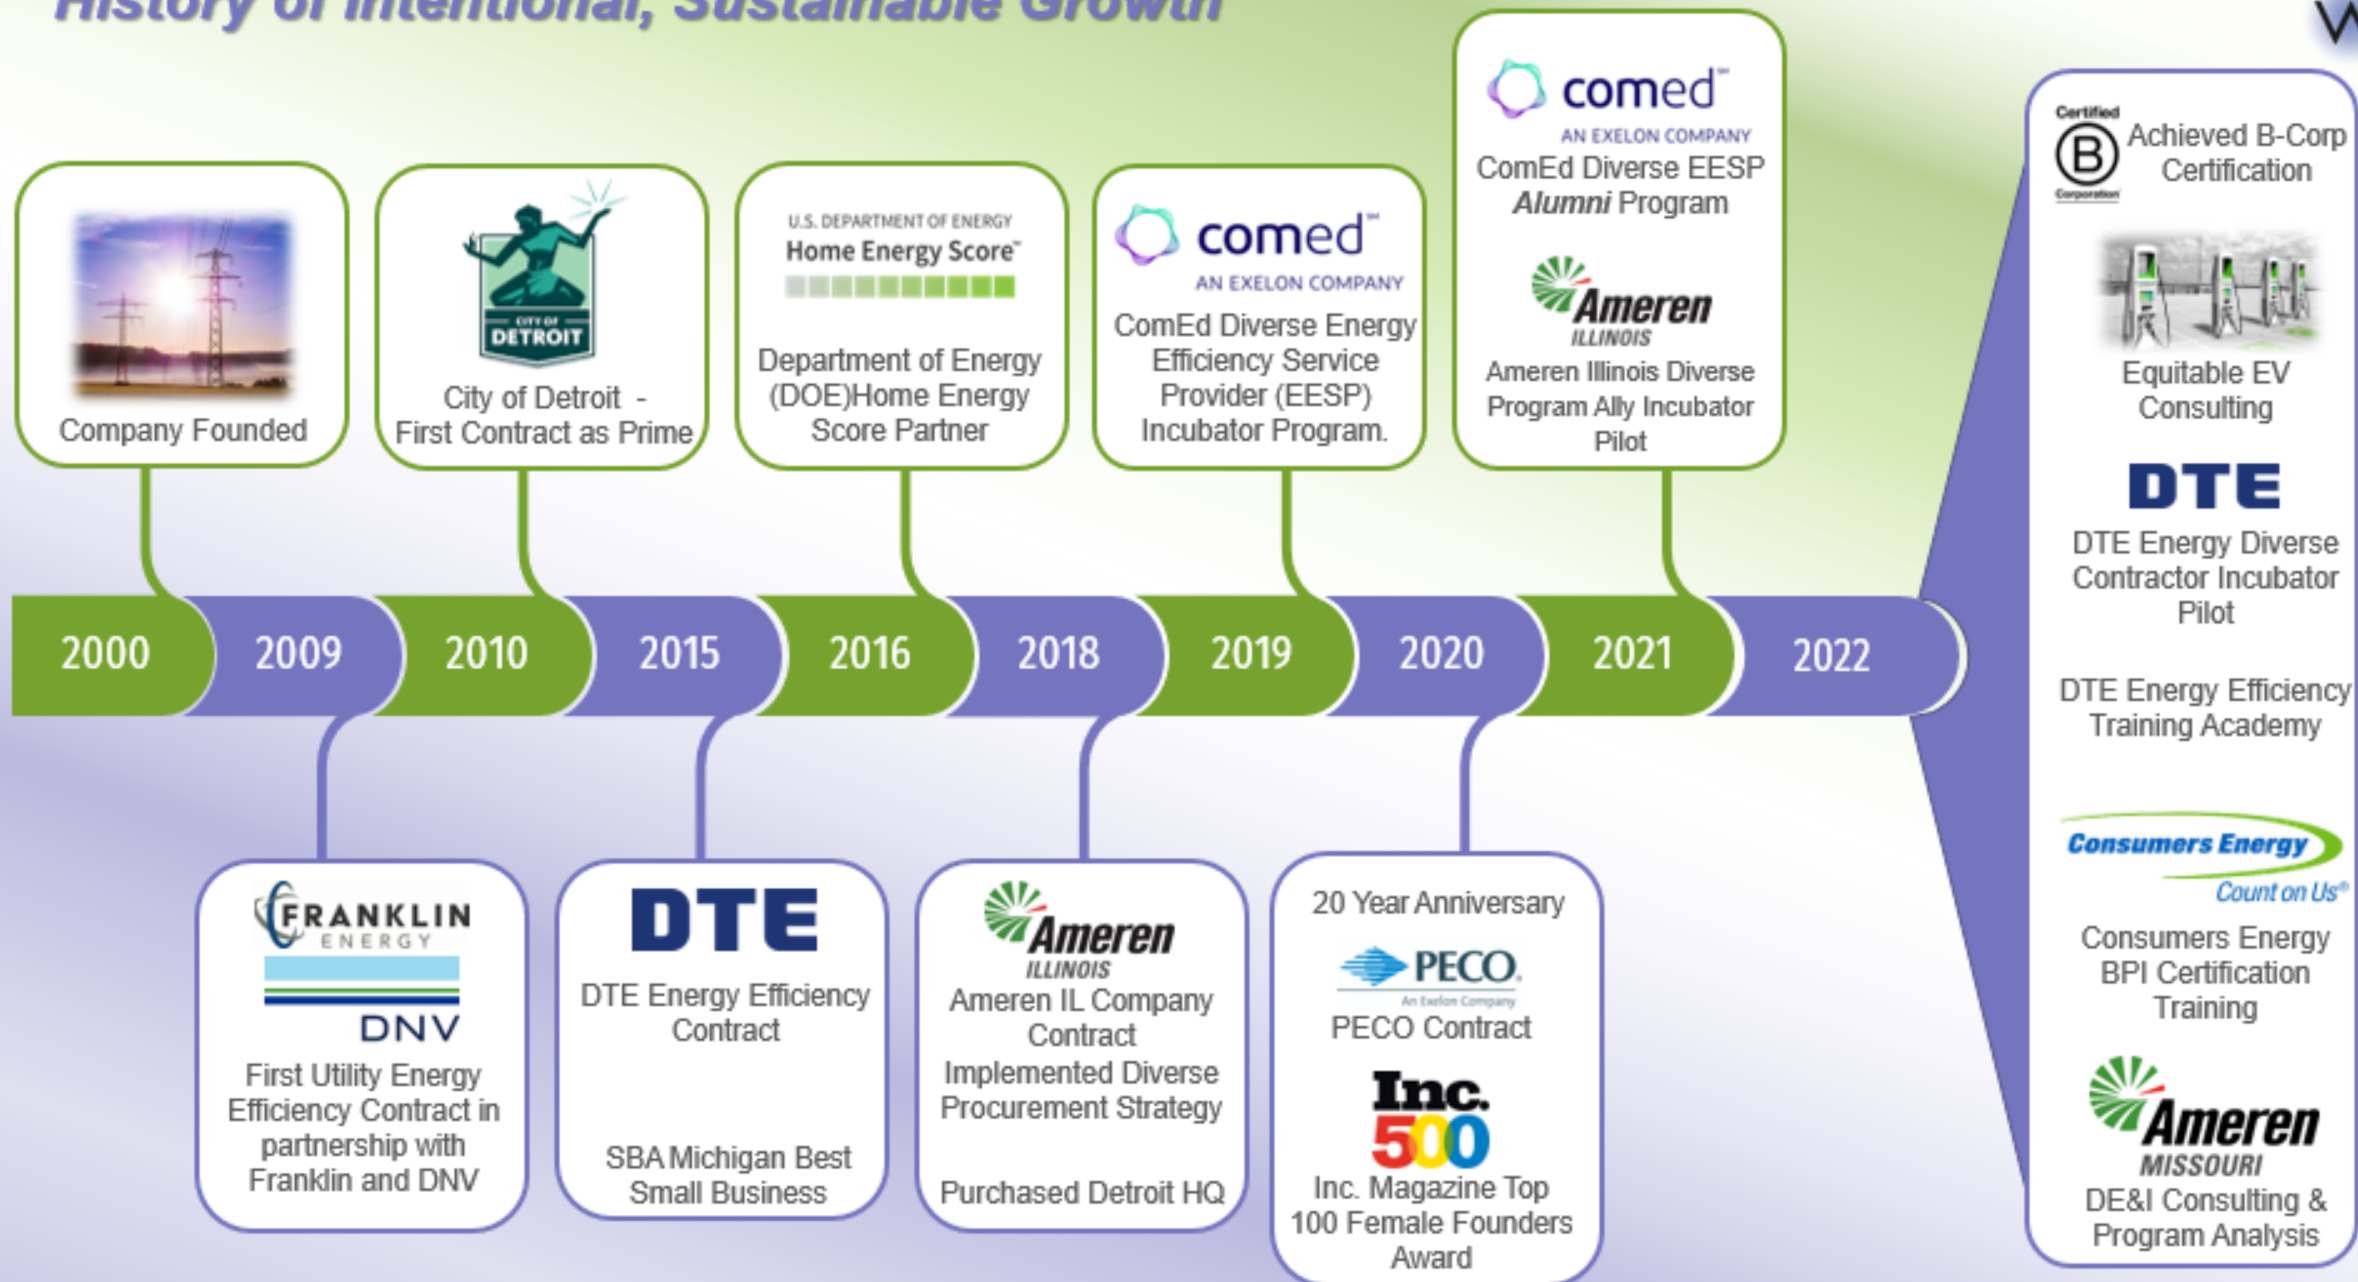 History of Intentional, Sustainable Growth
W
Company Founded
CITY OF
DETROIT
City of Detroit -
First Contract as Prime
U.S. DEPARTMENT OF ENERGY
Home Energy Score™
Department of Energy
(DOE)Home Energy
Score Partner
comed℠
AN EXELON COMPANY
ComEd Diverse Energy
Efficiency Service
Provider (EESP)
Incubator Program.
comed℠
AN EXELON COMPANY
ComEd Diverse EESP
Alumni Program
Ameren
ILLINOIS
Ameren Illinois Diverse
Program Ally Incubator
Pilot
2000
2009
2010
2015
2016
2018
2019
2020
2021
2022
FRANKLIN
ENERGY
DNV
First Utility Energy
Efficiency Contract in
partnership with
Franklin and DNV
DTE
DTE Energy Efficiency
Contract
SBA Michigan Best
Small Business
Ameren
ILLINOIS
Ameren IL Company
Contract
Implemented Diverse
Procurement Strategy
Purchased Detroit HQ
20 Year Anniversary
PECO.
An Exelon Company
PECO Contract
Inc.
500
Inc. Magazine Top
100 Female Founders
Award
Certified
B
Corporation
Achieved B-Corp
Certification
Equitable EV
Consulting
DTE
DTE Energy Diverse
Contractor Incubator
Pilot
DTE Energy Efficiency
Training Academy
Consumers Energy
Count on Us®
Consumers Energy
BPI Certification
Training
Ameren
MISSOURI
DE&I Consulting &
Program Analysis